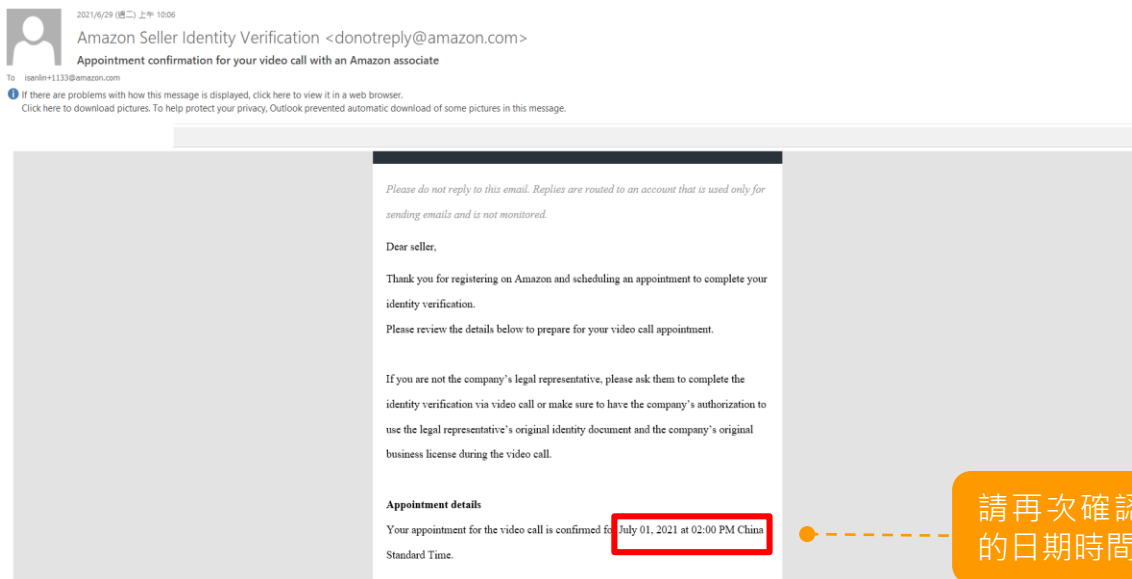 2021/6/29 (週二) 上午 10:06
Amazon Seller Identity Verification <donotreply@amazon.com>
Appointment confirmation for your video call with an Amazon associate
To isanlin+1133@amazon.com
If there are problems with how this message is displayed, click here to view it in a web browser.
Click here to download pictures. To help protect your privacy, Outlook prevented automatic download of some pictures in this message.
Please do not reply to this email. Replies are routed to an account that is used only for
sending emails and is not monitored.
Dear seller,
Thank you for registering on Amazon and scheduling an appointment to complete your
identity verification.
Please review the details below to prepare for your video call appointment.
If you are not the company's legal representative, please ask them to complete the
identity verification via video call or make sure to have the company's authorization to
use the legal representative's original identity document and the company's original
business license during the video call.
Appointment details
Your appointment for the video call is confirmed for July 01, 2021 at 02:00 PM China
Standard Time.
請再次確認
的日期時間